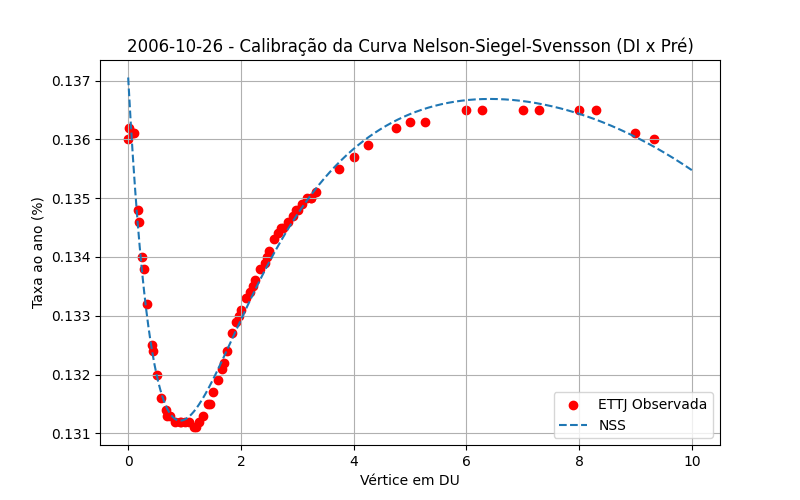 2006-10-26 - Calibração da Curva Nelson-Siegel-Svensson (DI x Pré)
Taxa ao ano (%)
0.137
0.136
0.135
0.134
0.133
0.132
0.131
ETTJ Observada
NSS
0 2 4 6 8 10
Vértice em DU